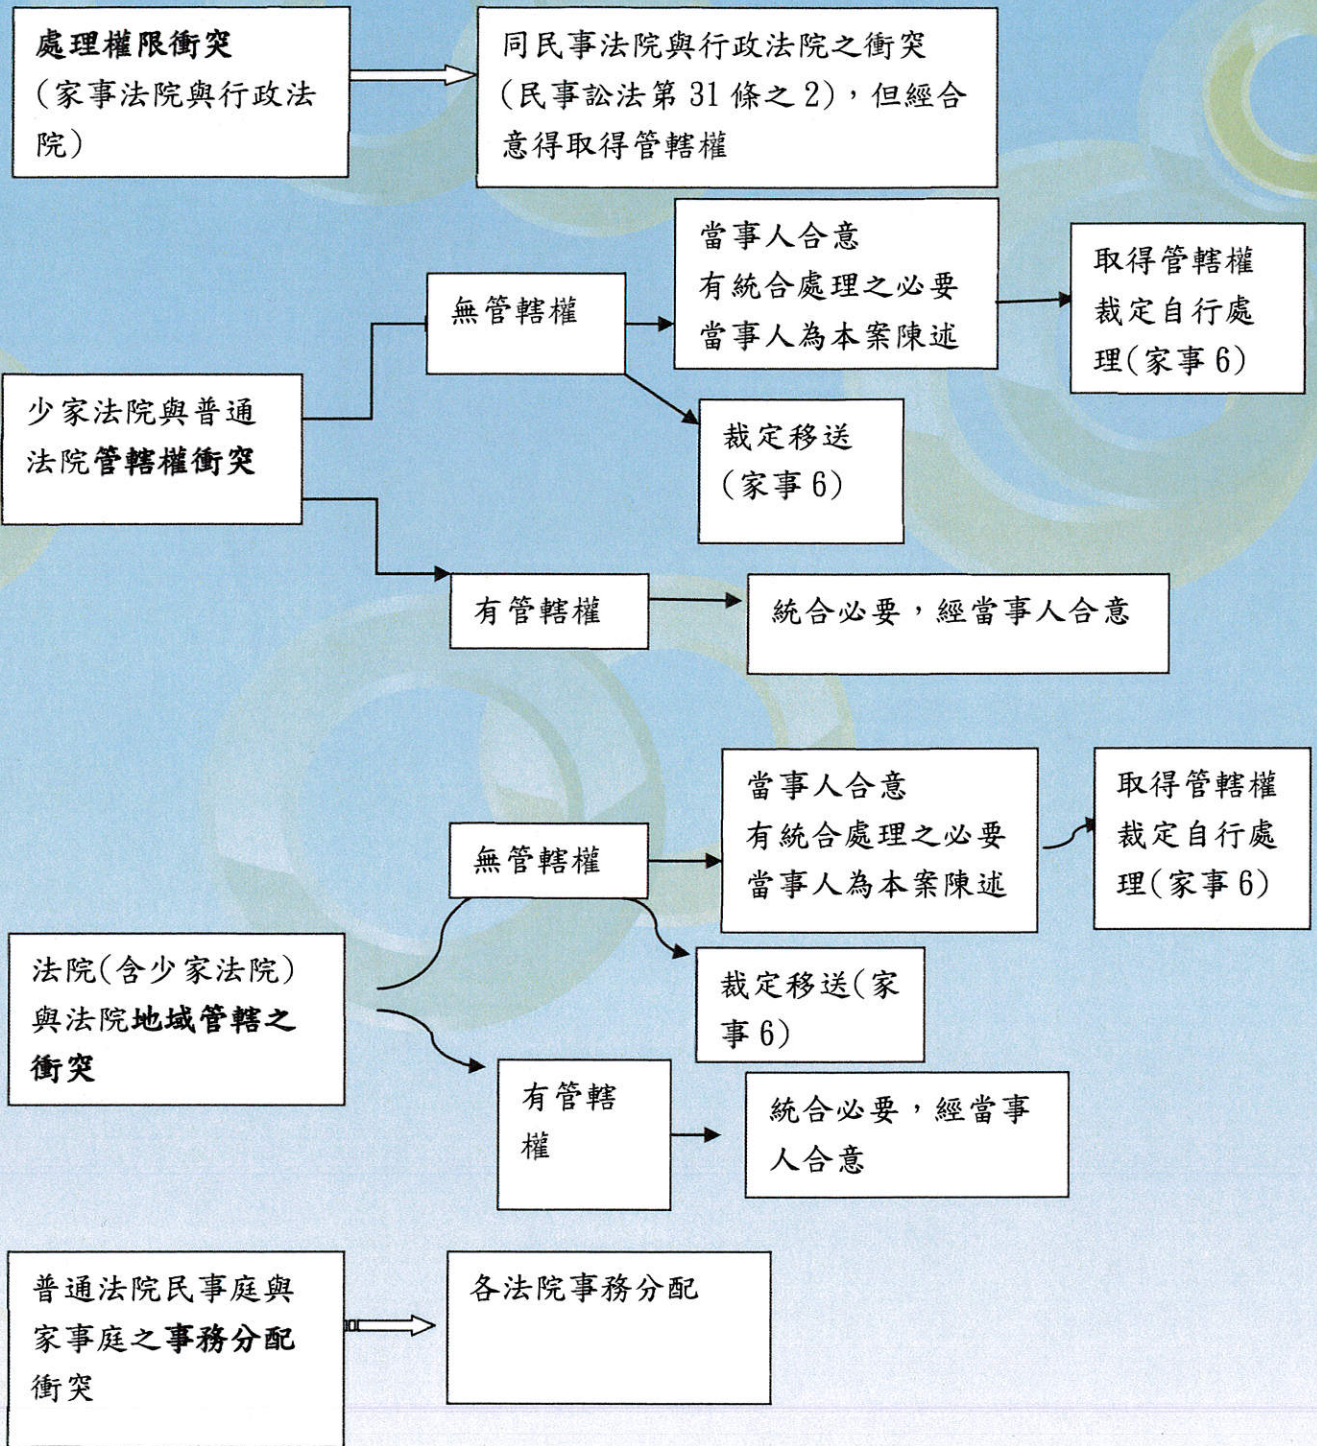 處理權限衝突
(家事法院與行政法
院)
同民事法院與行政法院之衝突
(民事訟法第 31 條之 2)，但經合
意得取得管轄權
少家法院與普通
法院管轄權衝突
無管轄權
當事人合意
有統合處理之必要
當事人為本案陳述
取得管轄權
裁定自行處
理(家事 6)
裁定移送
(家事 6)
有管轄權
統合必要，經當事人合意
法院(含少家法院)
與法院地域管轄之
衝突
無管轄權
當事人合意
有統合處理之必要
當事人為本案陳述
取得管轄權
裁定自行處
理(家事 6)
裁定移送(家
事 6)
有管轄
權
統合必要，經當事
人合意
普通法院民事庭與
家事庭之事務分配
衝突
各法院事務分配